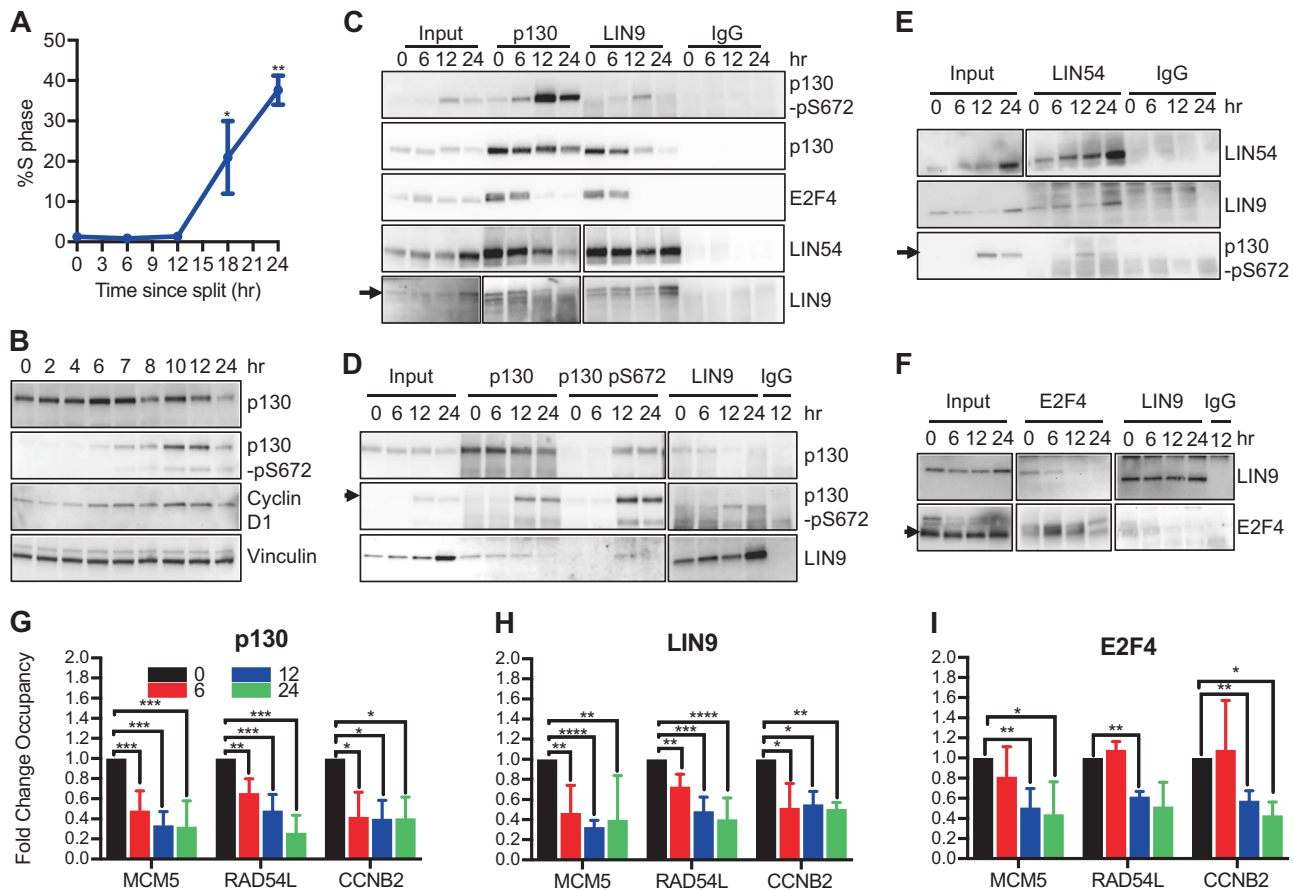 A
50
40
30
20
10
0
%S phase
*
**
0 3 6 9 12 15 18 21 24
Time since split (hr)
B
0 2 4 6 7 8 10 12 24 hr
p130
p130
-pS672
Cyclin
D1
Vinculin
C
Input p130 LIN9 IgG
0 6 12 24 0 6 12 24 0 6 12 24 0 6 12 24 hr
p130
-pS672
p130
E2F4
LIN54
LIN9
D
Input p130 p130 pS672 LIN9 IgG
0 6 12 24 0 6 12 24 0 6 12 24 0 6 12 24 12 hr
p130
p130
-pS672
LIN9
E
Input LIN54 IgG
0 6 12 24 0 6 12 24 0 6 12 24 hr
LIN54
LIN9
p130
-pS672
F
Input E2F4 LIN9 IgG
0 6 12 24 0 6 12 24 0 6 12 24 12 hr
LIN9
E2F4
G
p130
Fold Change Occupancy
2.0
1.8
1.6
1.4
1.2
1.0
0.8
0.6
0.4
0.2
0.0
0 12
6 24
***
***
***
***
***
**
*
*
*
MCM5 RAD54L CCNB2
H
LIN9
2.0
1.8
1.6
1.4
1.2
1.0
0.8
0.6
0.4
0.2
0.0
**
****
**
****
***
**
**
*
*
MCM5 RAD54L CCNB2
I
E2F4
2.0
1.8
1.6
1.4
1.2
1.0
0.8
0.6
0.4
0.2
0.0
*
**
**
*
**
MCM5 RAD54L CCNB2